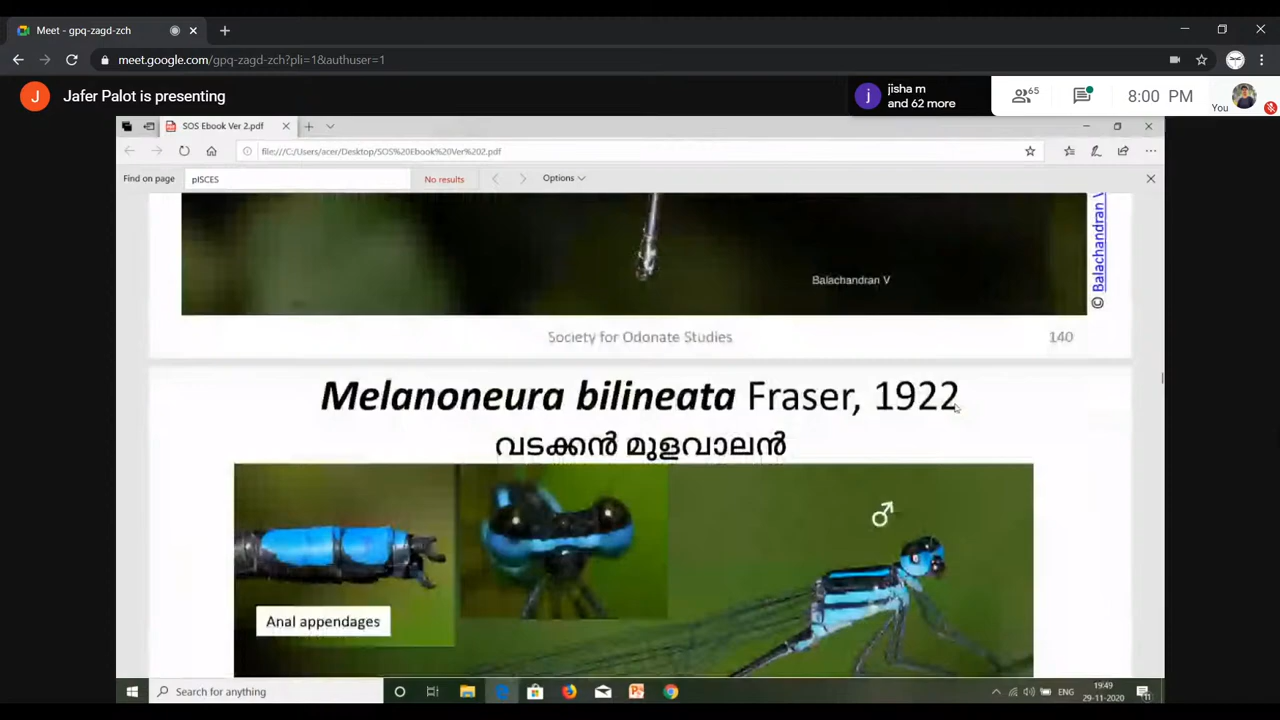 Meet - gpq-zagd-zch
meet.google.com/gpq-zagd-zch?pli=1&authuser=1
J
Jafer Palot is presenting
j
jisha m
and 62 more
65
8:00 PM
You
SOS Ebook Ver 2.pdf
file:///C:/Users/acer/Desktop/SOS%20Ebook%20Ver%202.pdf
Find on page
pISCES
No results
Options
Balachandran V
© Balachandran
Society for Odonate Studies
140
Melanoneura bilineata Fraser, 1922
വടക്കൻ മുളവാലൻ
♂
Anal appendages
Search for anything
ENG
19:49
29-11-2020
11